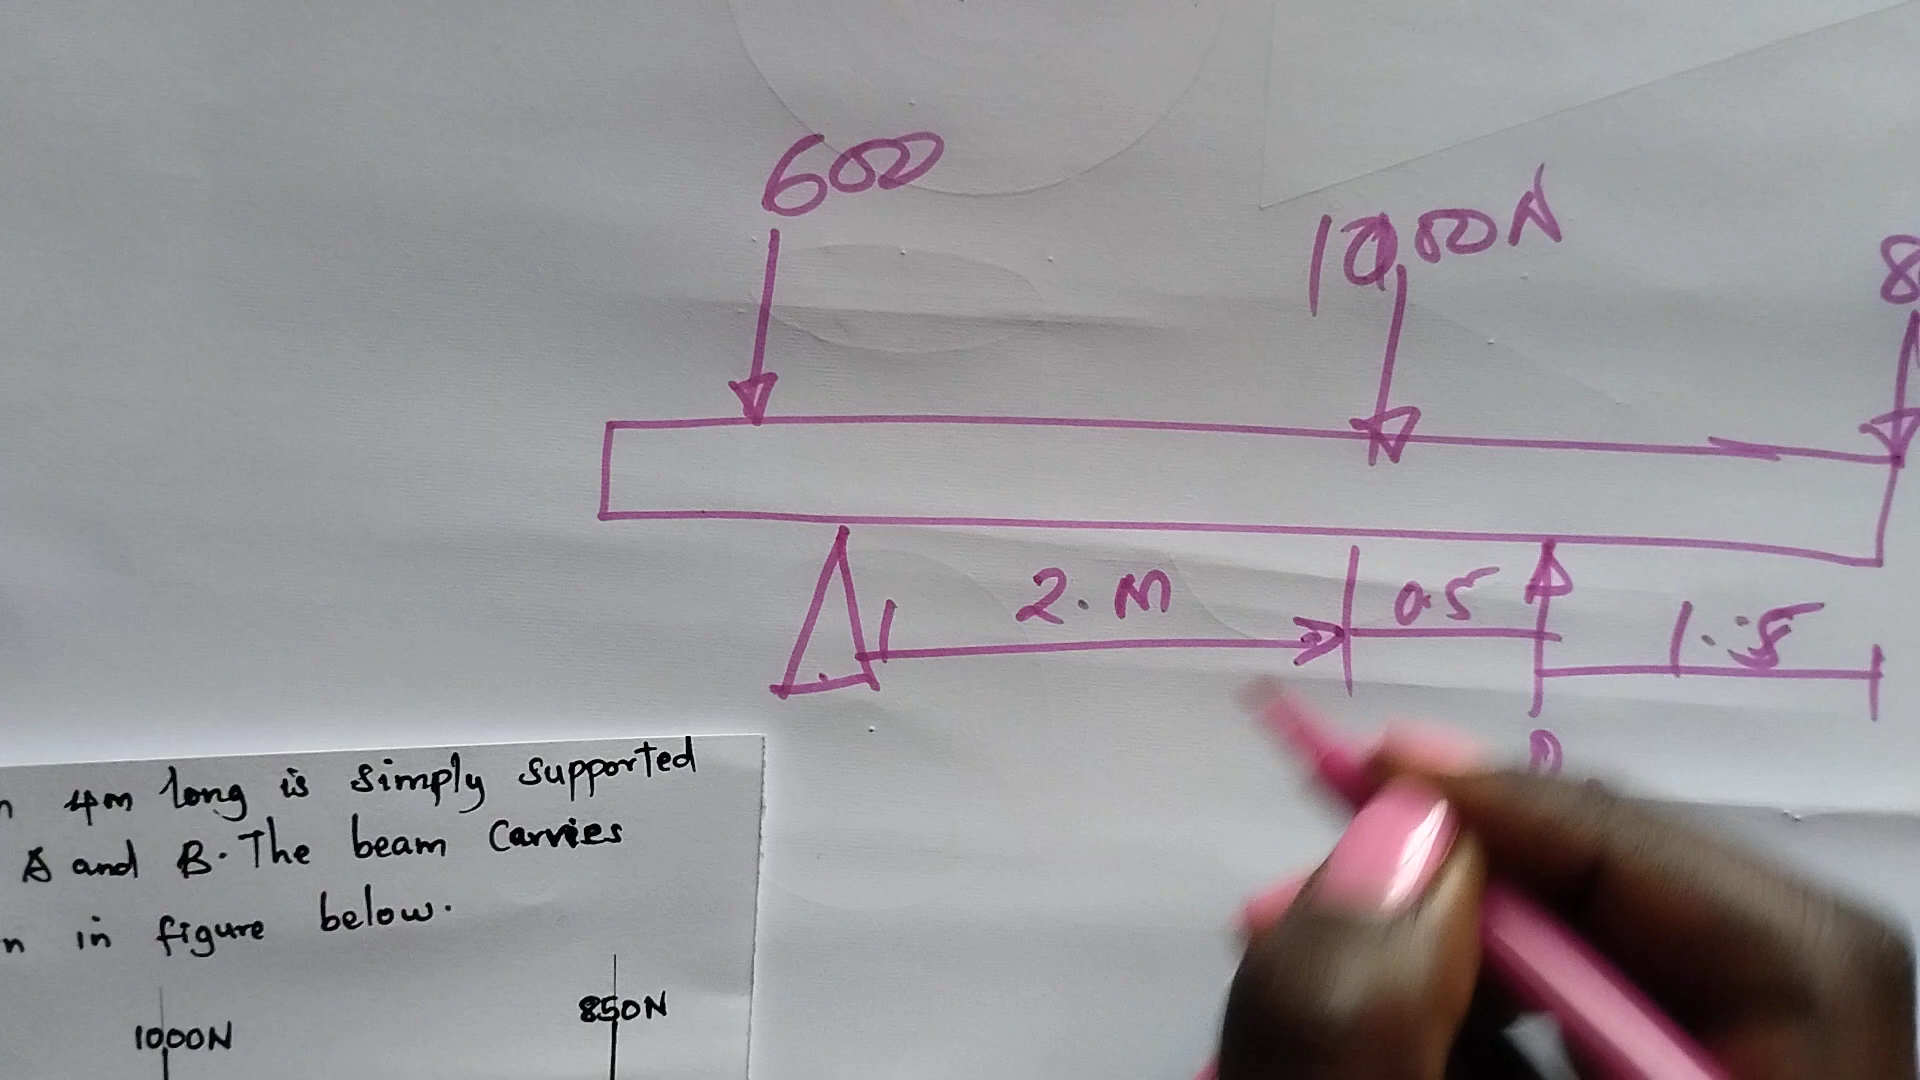 600
1000N
8
2.M
0.5
1.5
4m long is simply supported
A and B. The beam carries
n in figure below.
1000N
850N